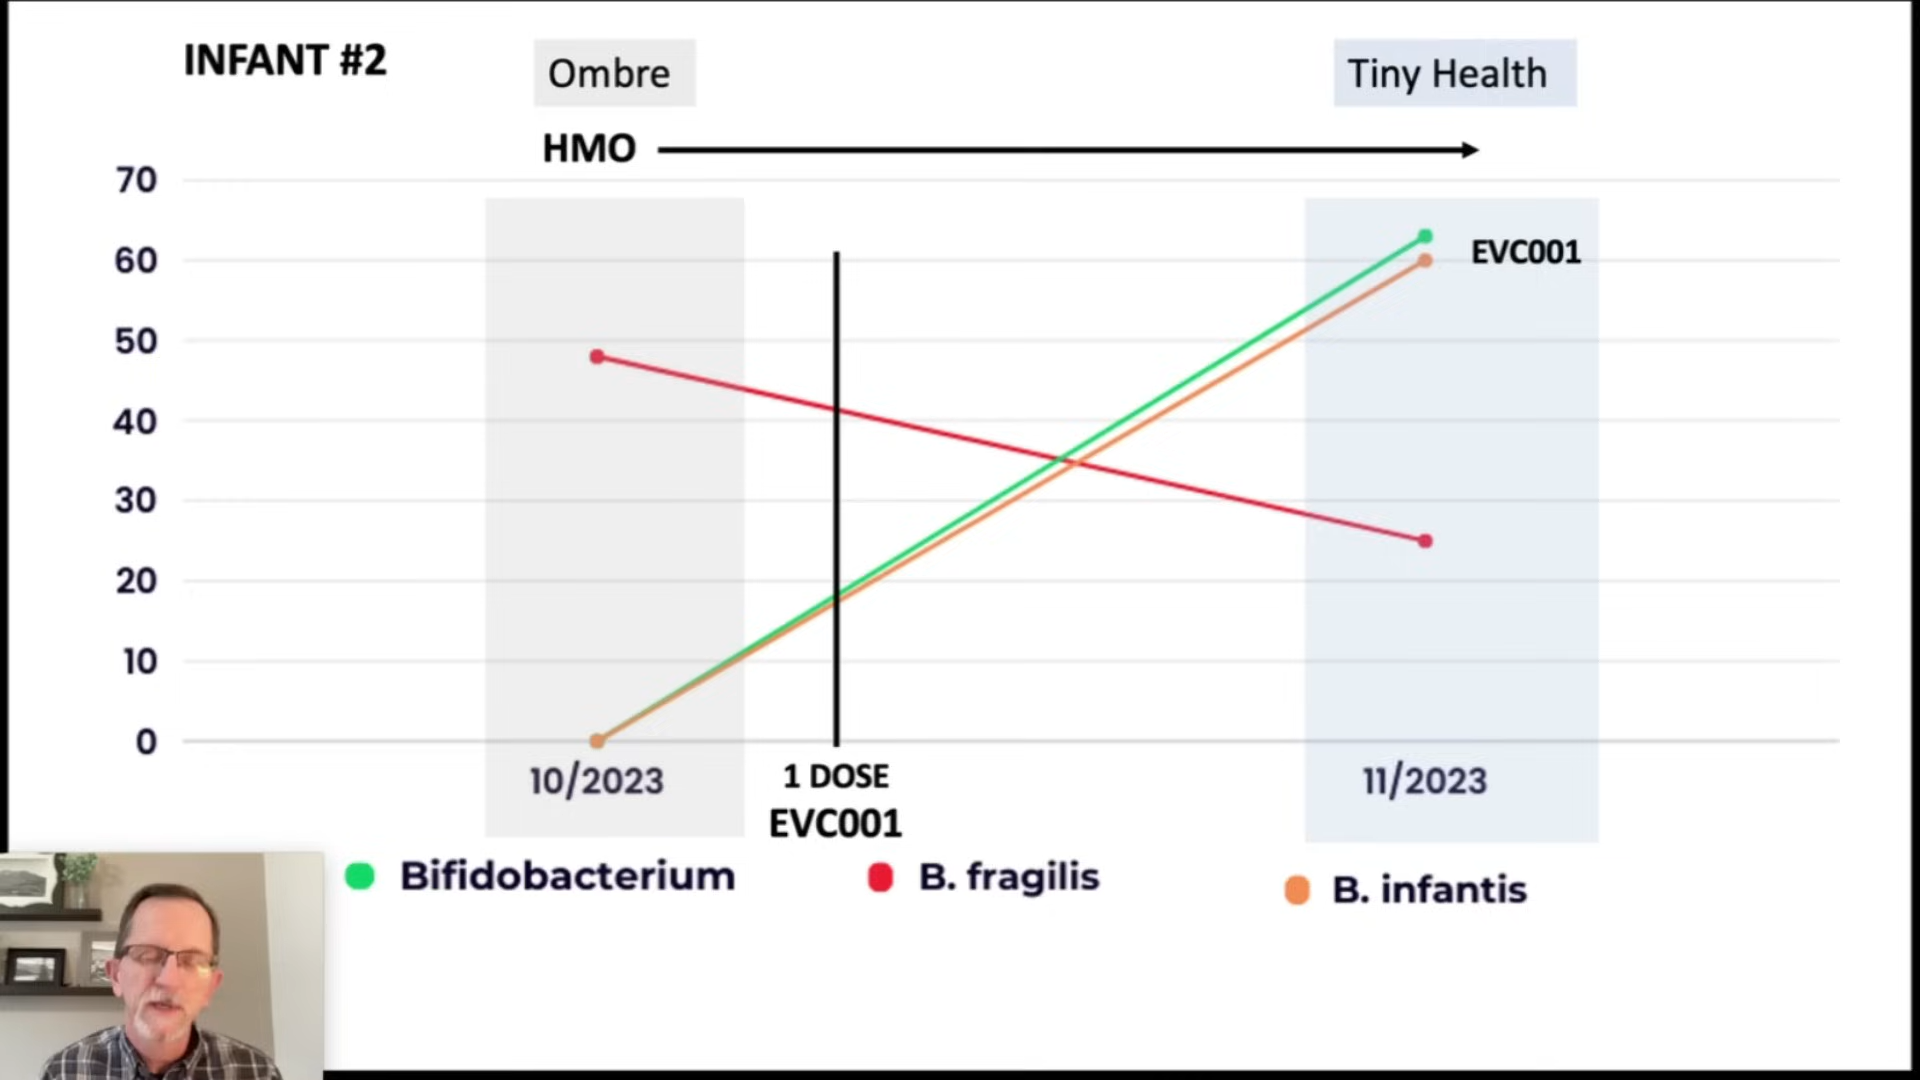 INFANT #2
Ombre
Tiny Health
HMO
70
60
50
40
30
20
10
0
EVC001
10/2023
1 DOSE
EVC001
11/2023
Bifidobacterium
B. fragilis
B. infantis